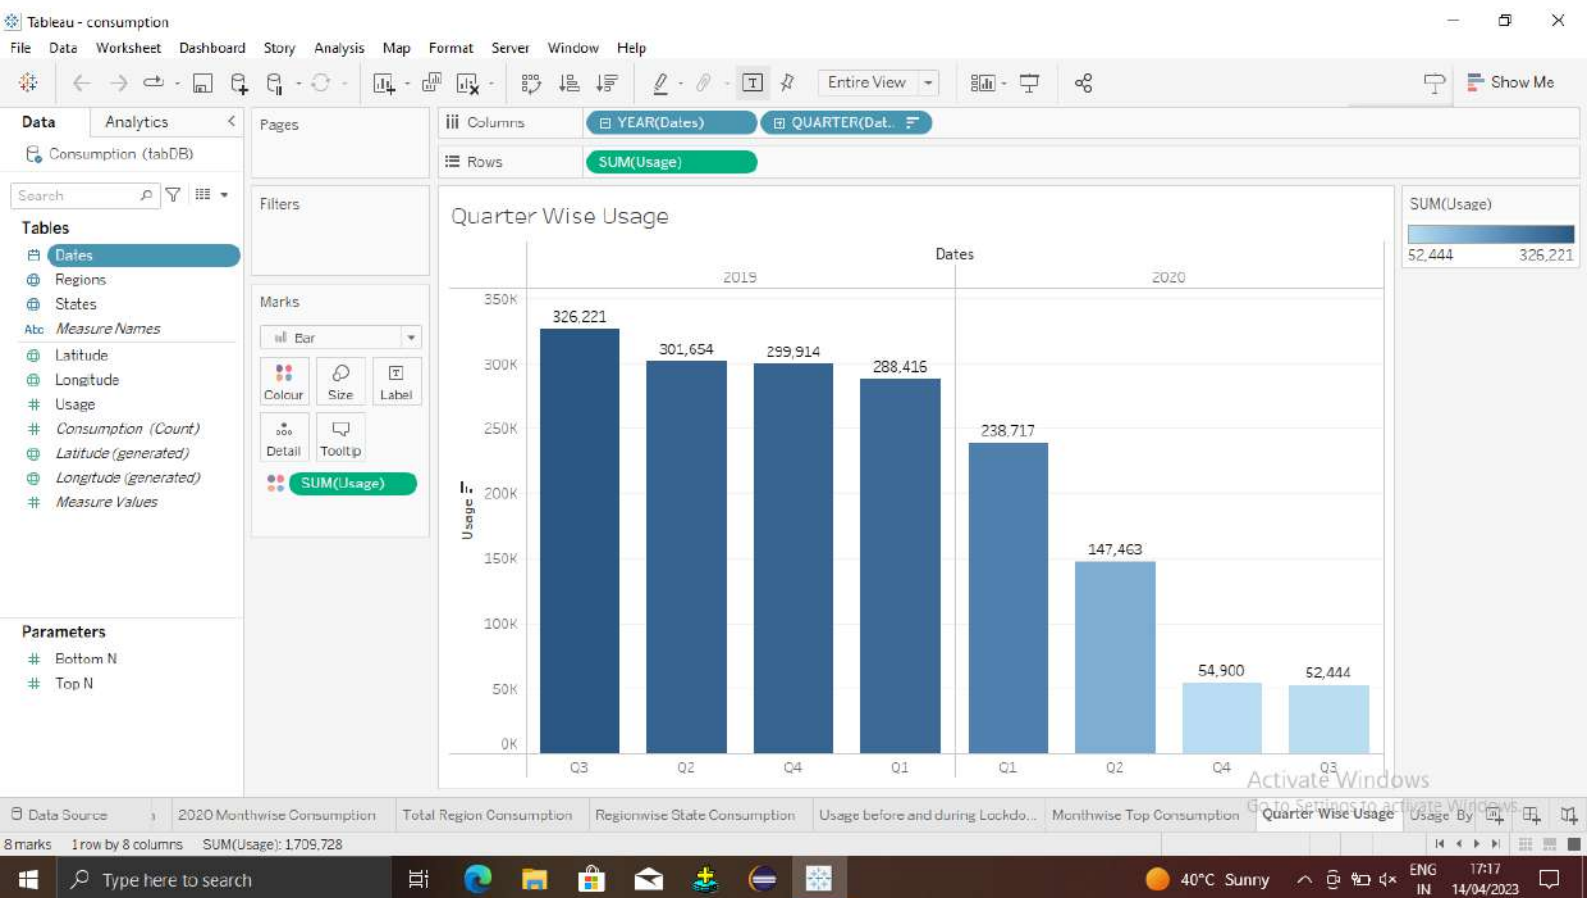 Tableau - consumption
File Data Worksheet Dashboard Story Analysis Map Format Server Window Help
Entire View
Show Me
Data Analytics
Pages
Columns YEAR(Dates) QUARTER(Dat..
Consumption (tabDB)
Rows SUM(Usage)
Search
Filters
Quarter Wise Usage
SUM(Usage)
52,444 326,221
Tables
Dates
Regions
States
Abc Measure Names
Latitude
Longitude
# Usage
# Consumption (Count)
Latitude (generated)
Longitude (generated)
# Measure Values
Marks
Bar
Colour Size Label
Detail Tooltip
SUM(Usage)
Dates
2019 2020
350K
300K
250K
200K
150K
100K
50K
0K
Usage
326,221
301,654
299,914
288,416
238,717
147,463
54,900
52,444
Q3 Q2 Q4 Q1 Q1 Q2 Q4 Q3
Parameters
# Bottom N
# Top N
Activate Windows
Go to Settings to activate Windows.
Data Source 2020 Monthwise Consumption Total Region Consumption Regionwise State Consumption Usage before and during Lockdo... Monthwise Top Consumption Quarter Wise Usage Usage By
8 marks 1 row by 8 columns SUM(Usage): 1,709,728
Type here to search
40°C Sunny
ENG
IN
17:17
14/04/2023